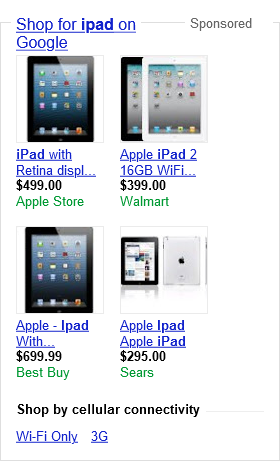 Shop for ipad on
Google
Sponsored
iPad with
Retina displ...
$499.00
Apple Store
Apple iPad 2
16GB WiFi...
$399.00
Walmart
Apple - Ipad
With...
$699.99
Best Buy
Apple Ipad
Apple iPad
$295.00
Sears
Shop by cellular connectivity
Wi-Fi Only 3G